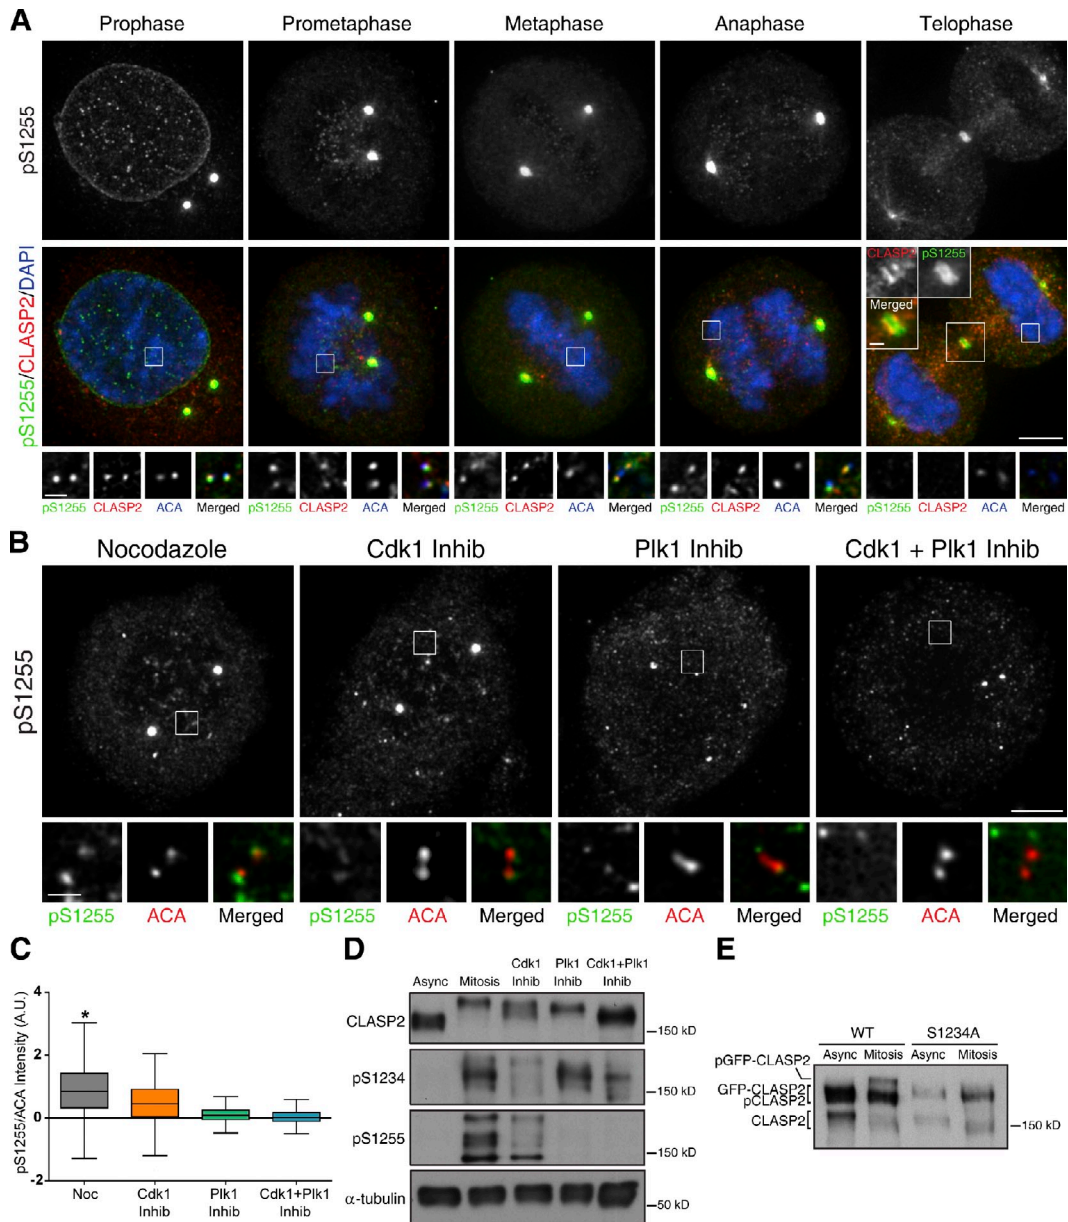 A
Prophase Prometaphase Metaphase Anaphase Telophase
pS1255
pS1255/CLASP2/DAPI
CLASP2 pS1255
Merged
pS1255 CLASP2 ACA Merged pS1255 CLASP2 ACA Merged pS1255 CLASP2 ACA Merged pS1255 CLASP2 ACA Merged pS1255 CLASP2 ACA Merged
B
Nocodazole Cdk1 Inhib Plk1 Inhib Cdk1 + Plk1 Inhib
pS1255
pS1255 ACA Merged pS1255 ACA Merged pS1255 ACA Merged pS1255 ACA Merged
C
pS1255/ACA Intensity (A.U.)
4
2
0
-2
*
Noc Cdk1 Plk1 Cdk1+Plk1
Inhib Inhib Inhib
D
Cdk1 Plk1 Cdk1+Plk1
Async Mitosis Inhib Inhib Inhib
CLASP2
150 kD
pS1234
150 kD
pS1255
150 kD
α-tubulin
50 kD
E
WT S1234A
Async Mitosis Async Mitosis
pGFP-CLASP2
GFP-CLASP2
pCLASP2
CLASP2
150 kD